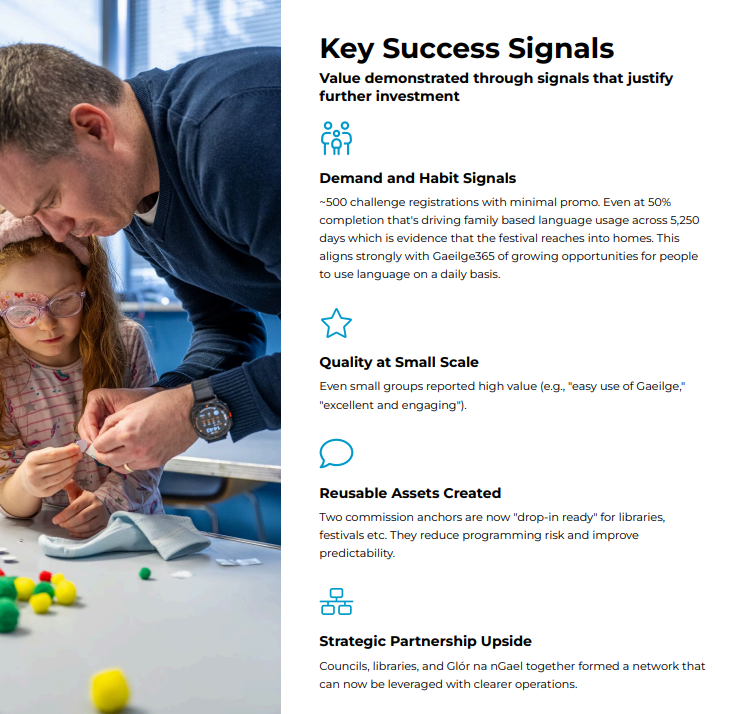 Key Success Signals
Value demonstrated through signals that justify
further investment
Demand and Habit Signals
~500 challenge registrations with minimal promo. Even at 50%
completion that's driving family based language usage across 5,250
days which is evidence that the festival reaches into homes. This
aligns strongly with Gaeilge365 of growing opportunities for people
to use language on a daily basis.
Quality at Small Scale
Even small groups reported high value (e.g., "easy use of Gaeilge,"
"excellent and engaging").
Reusable Assets Created
Two commission anchors are now "drop-in ready" for libraries,
festivals etc. They reduce programming risk and improve
predictability.
Strategic Partnership Upside
Councils, libraries, and Glór na nGael together formed a network that
can now be leveraged with clearer operations.